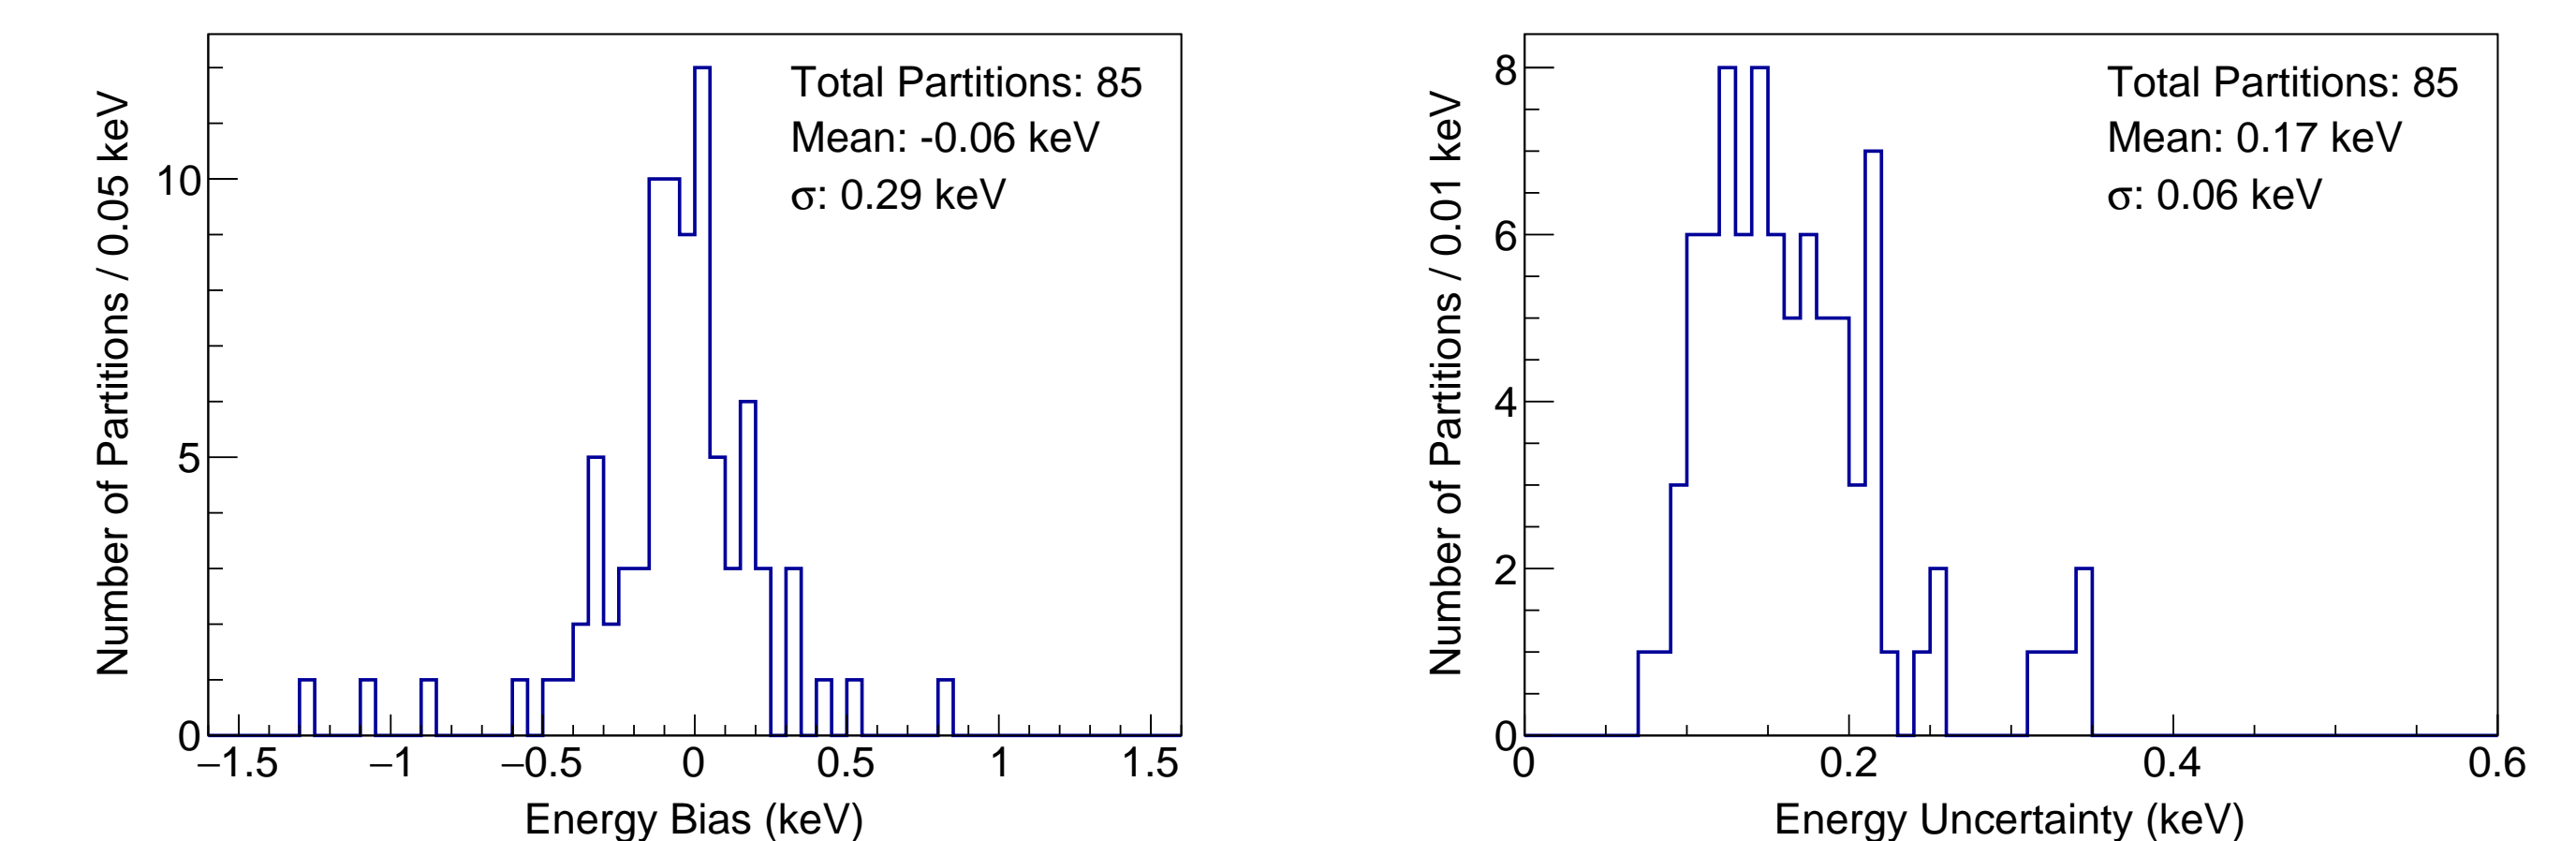 Number of Partitions / 0.05 keV
10
5
0
Total Partitions: 85
Mean: -0.06 keV
σ: 0.29 keV
−1.5 −1 −0.5 0 0.5 1 1.5
Energy Bias (keV)
Number of Partitions / 0.01 keV
8
6
4
2
0
Total Partitions: 85
Mean: 0.17 keV
σ: 0.06 keV
0 0.2 0.4 0.6
Energy Uncertainty (keV)